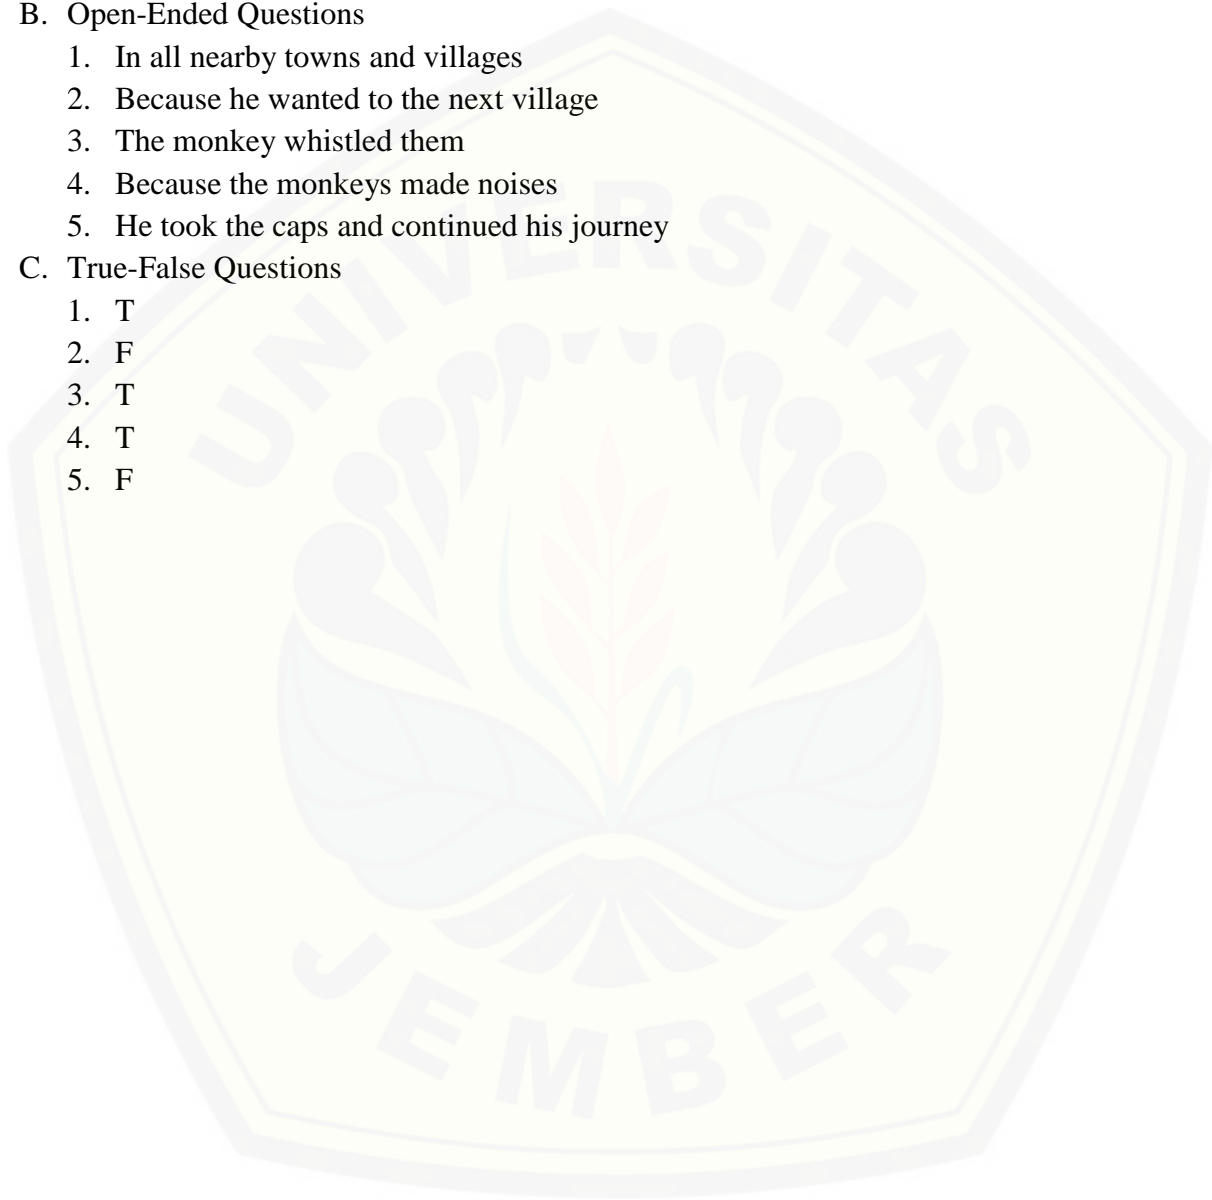 B. Open-Ended Questions
1. In all nearby towns and villages
2. Because he wanted to the next village
3. The monkey whistled them
4. Because the monkeys made noises
5. He took the caps and continued his journey
C. True-False Questions
1. T
2. F
3. T
4. T
5. F
UNIVERSITAS
JEMBER